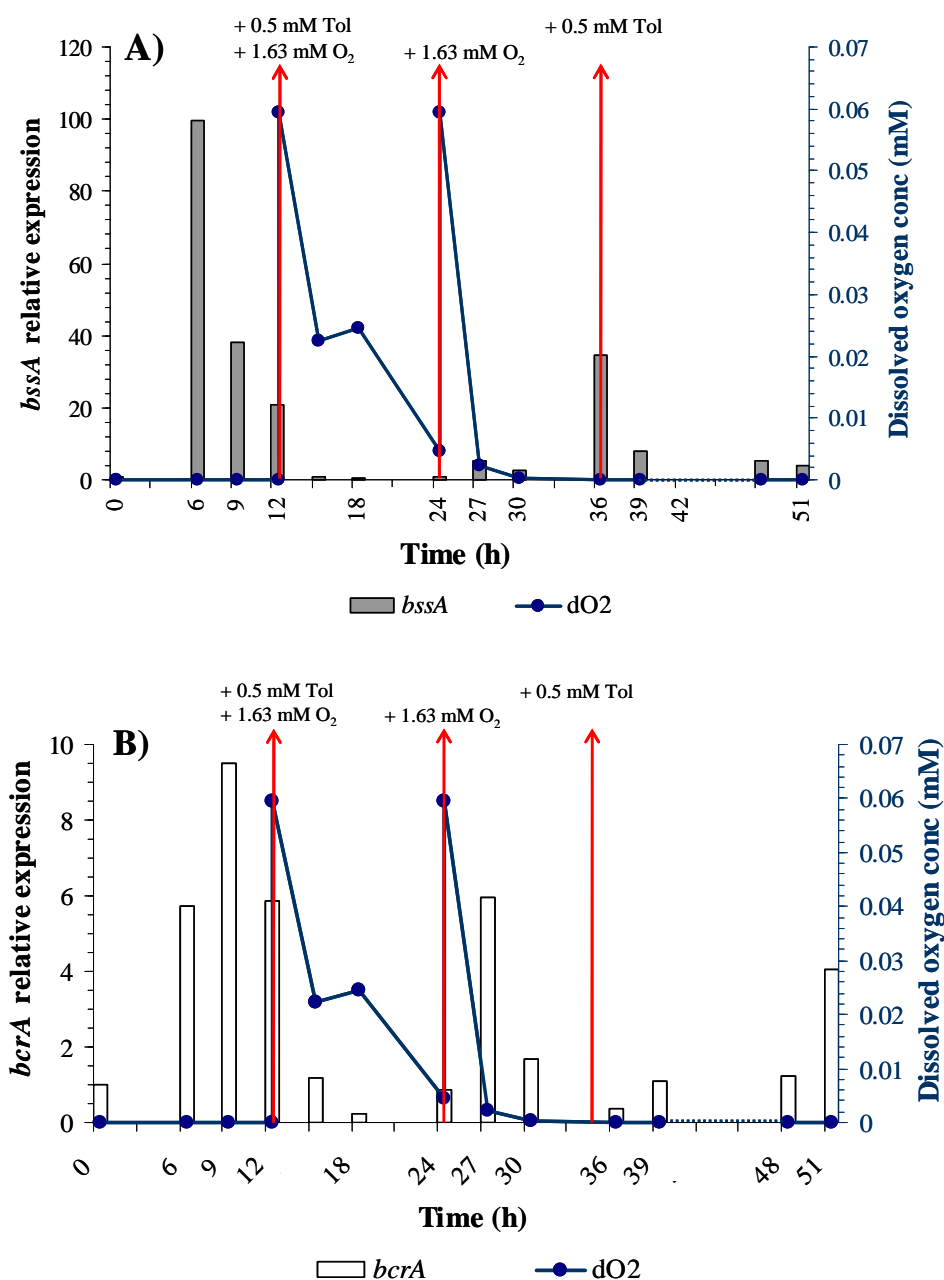 A)
+ 0.5 mM Tol
+ 1.63 mM O2
+ 1.63 mM O2
+ 0.5 mM Tol
bssA relative expression
120
100
80
60
40
20
0
Dissolved oxygen conc (mM)
0.07
0.06
0.05
0.04
0.03
0.02
0.01
0
0 6 9 12 18 24 27 30 36 39 42 51
Time (h)
bssA dO2
B)
+ 0.5 mM Tol
+ 1.63 mM O2
+ 1.63 mM O2
+ 0.5 mM Tol
bcrA relative expression
10
8
6
4
2
0
Dissolved oxygen conc (mM)
0.07
0.06
0.05
0.04
0.03
0.02
0.01
0
0 6 9 12 18 24 27 30 36 39 48 51
Time (h)
bcrA dO2